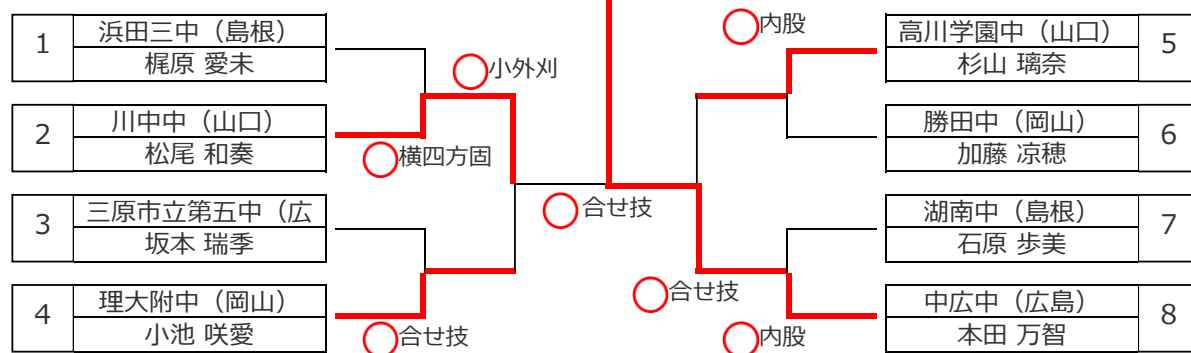 1
浜田三中（島根）
梶原 愛未
2
川中中（山口）
松尾 和奏
3
三原市立第五中（広
坂本 瑞季
4
理大附中（岡山）
小池 咲愛
小外刈
横四方固
合せ技
合せ技
内股
合せ技
内股
高川学園中（山口）
杉山 璃奈
5
勝田中（岡山）
加藤 凉穂
6
湖南中（島根）
石原 歩美
7
中広中（広島）
本田 万智
8